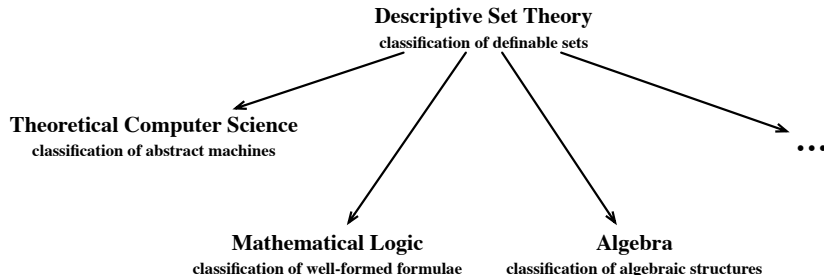 Descriptive Set Theory
classification of definable sets
Theoretical Computer Science
classification of abstract machines
...
Mathematical Logic
classification of well-formed formulae
Algebra
classification of algebraic structures